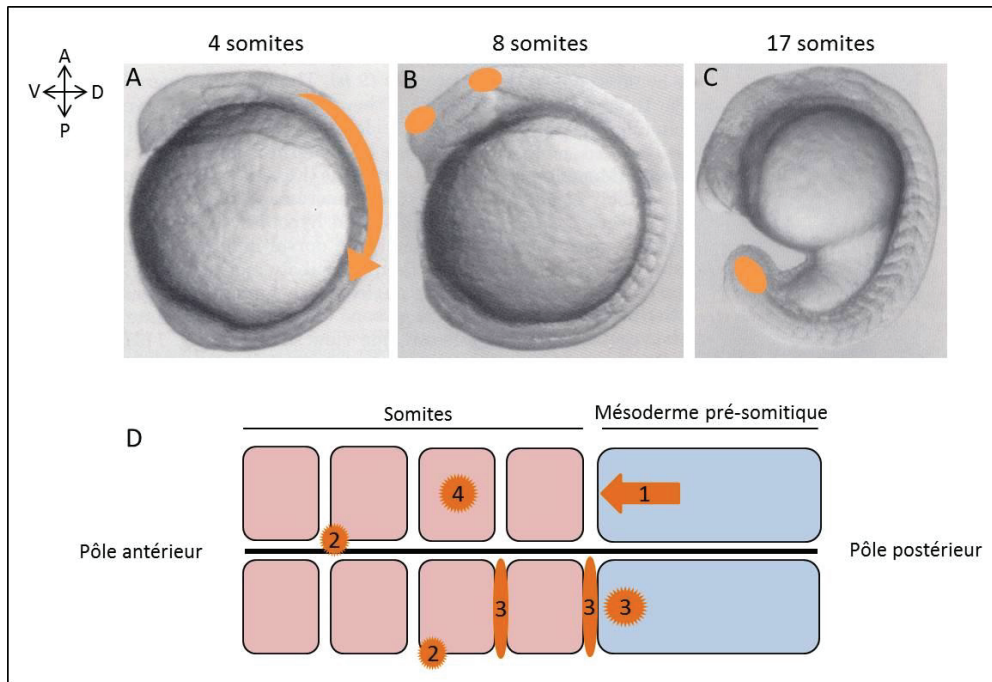 4 somites
8 somites
17 somites
A
V D
P
A
B
C
D
Somites
Mésoderme pré-somitique
4
1
2
Pôle antérieur
Pôle postérieur
3
3
3
2